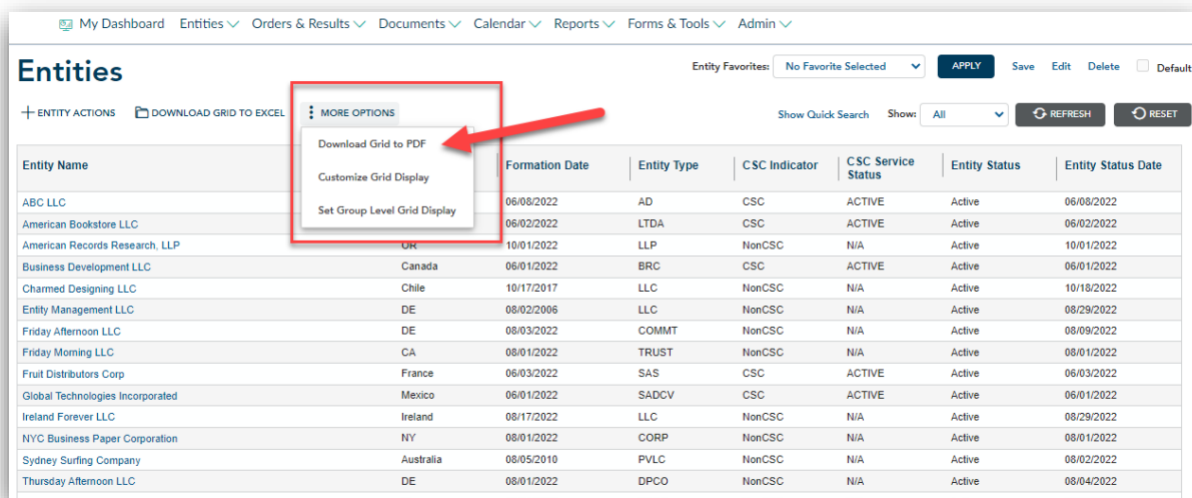 My Dashboard Entities Orders & Results Documents Calendar Reports Forms & Tools Admin
Entities
Entity Favorites: No Favorite Selected APPLY Save Edit Delete Default
ENTITY ACTIONS DOWNLOAD GRID TO EXCEL MORE OPTIONS Show Quick Search Show: All REFRESH RESET
Download Grid to PDF
Customize Grid Display
Set Group Level Grid Display
Entity Name Formation Date Entity Type CSC Indicator CSC Service Status Entity Status Entity Status Date
ABC LLC 06/08/2022 AD CSC ACTIVE Active 06/08/2022
American Bookstore LLC 06/02/2022 LTDA CSC ACTIVE Active 06/02/2022
American Records Research, LLP OR 10/01/2022 LLP NonCSC N/A Active 10/01/2022
Business Development LLC Canada 06/01/2022 BRC CSC ACTIVE Active 06/01/2022
Charmed Designing LLC Chile 10/17/2017 LLC NonCSC N/A Active 10/18/2022
Entity Management LLC DE 08/02/2006 LLC NonCSC N/A Active 08/29/2022
Friday Afternoon LLC DE 08/03/2022 COMMT NonCSC N/A Active 08/09/2022
Friday Morning LLC CA 08/01/2022 TRUST NonCSC N/A Active 08/01/2022
Fruit Distributors Corp France 06/03/2022 SAS CSC ACTIVE Active 06/03/2022
Global Technologies Incorporated Mexico 06/01/2022 SADCV CSC ACTIVE Active 06/01/2022
Ireland Forever LLC Ireland 08/17/2022 LLC NonCSC N/A Active 08/29/2022
NYC Business Paper Corporation NY 08/01/2022 CORP NonCSC N/A Active 08/01/2022
Sydney Surfing Company Australia 08/05/2010 PVLC NonCSC N/A Active 08/02/2022
Thursday Afternoon LLC DE 08/01/2022 DPCO NonCSC N/A Active 08/04/2022